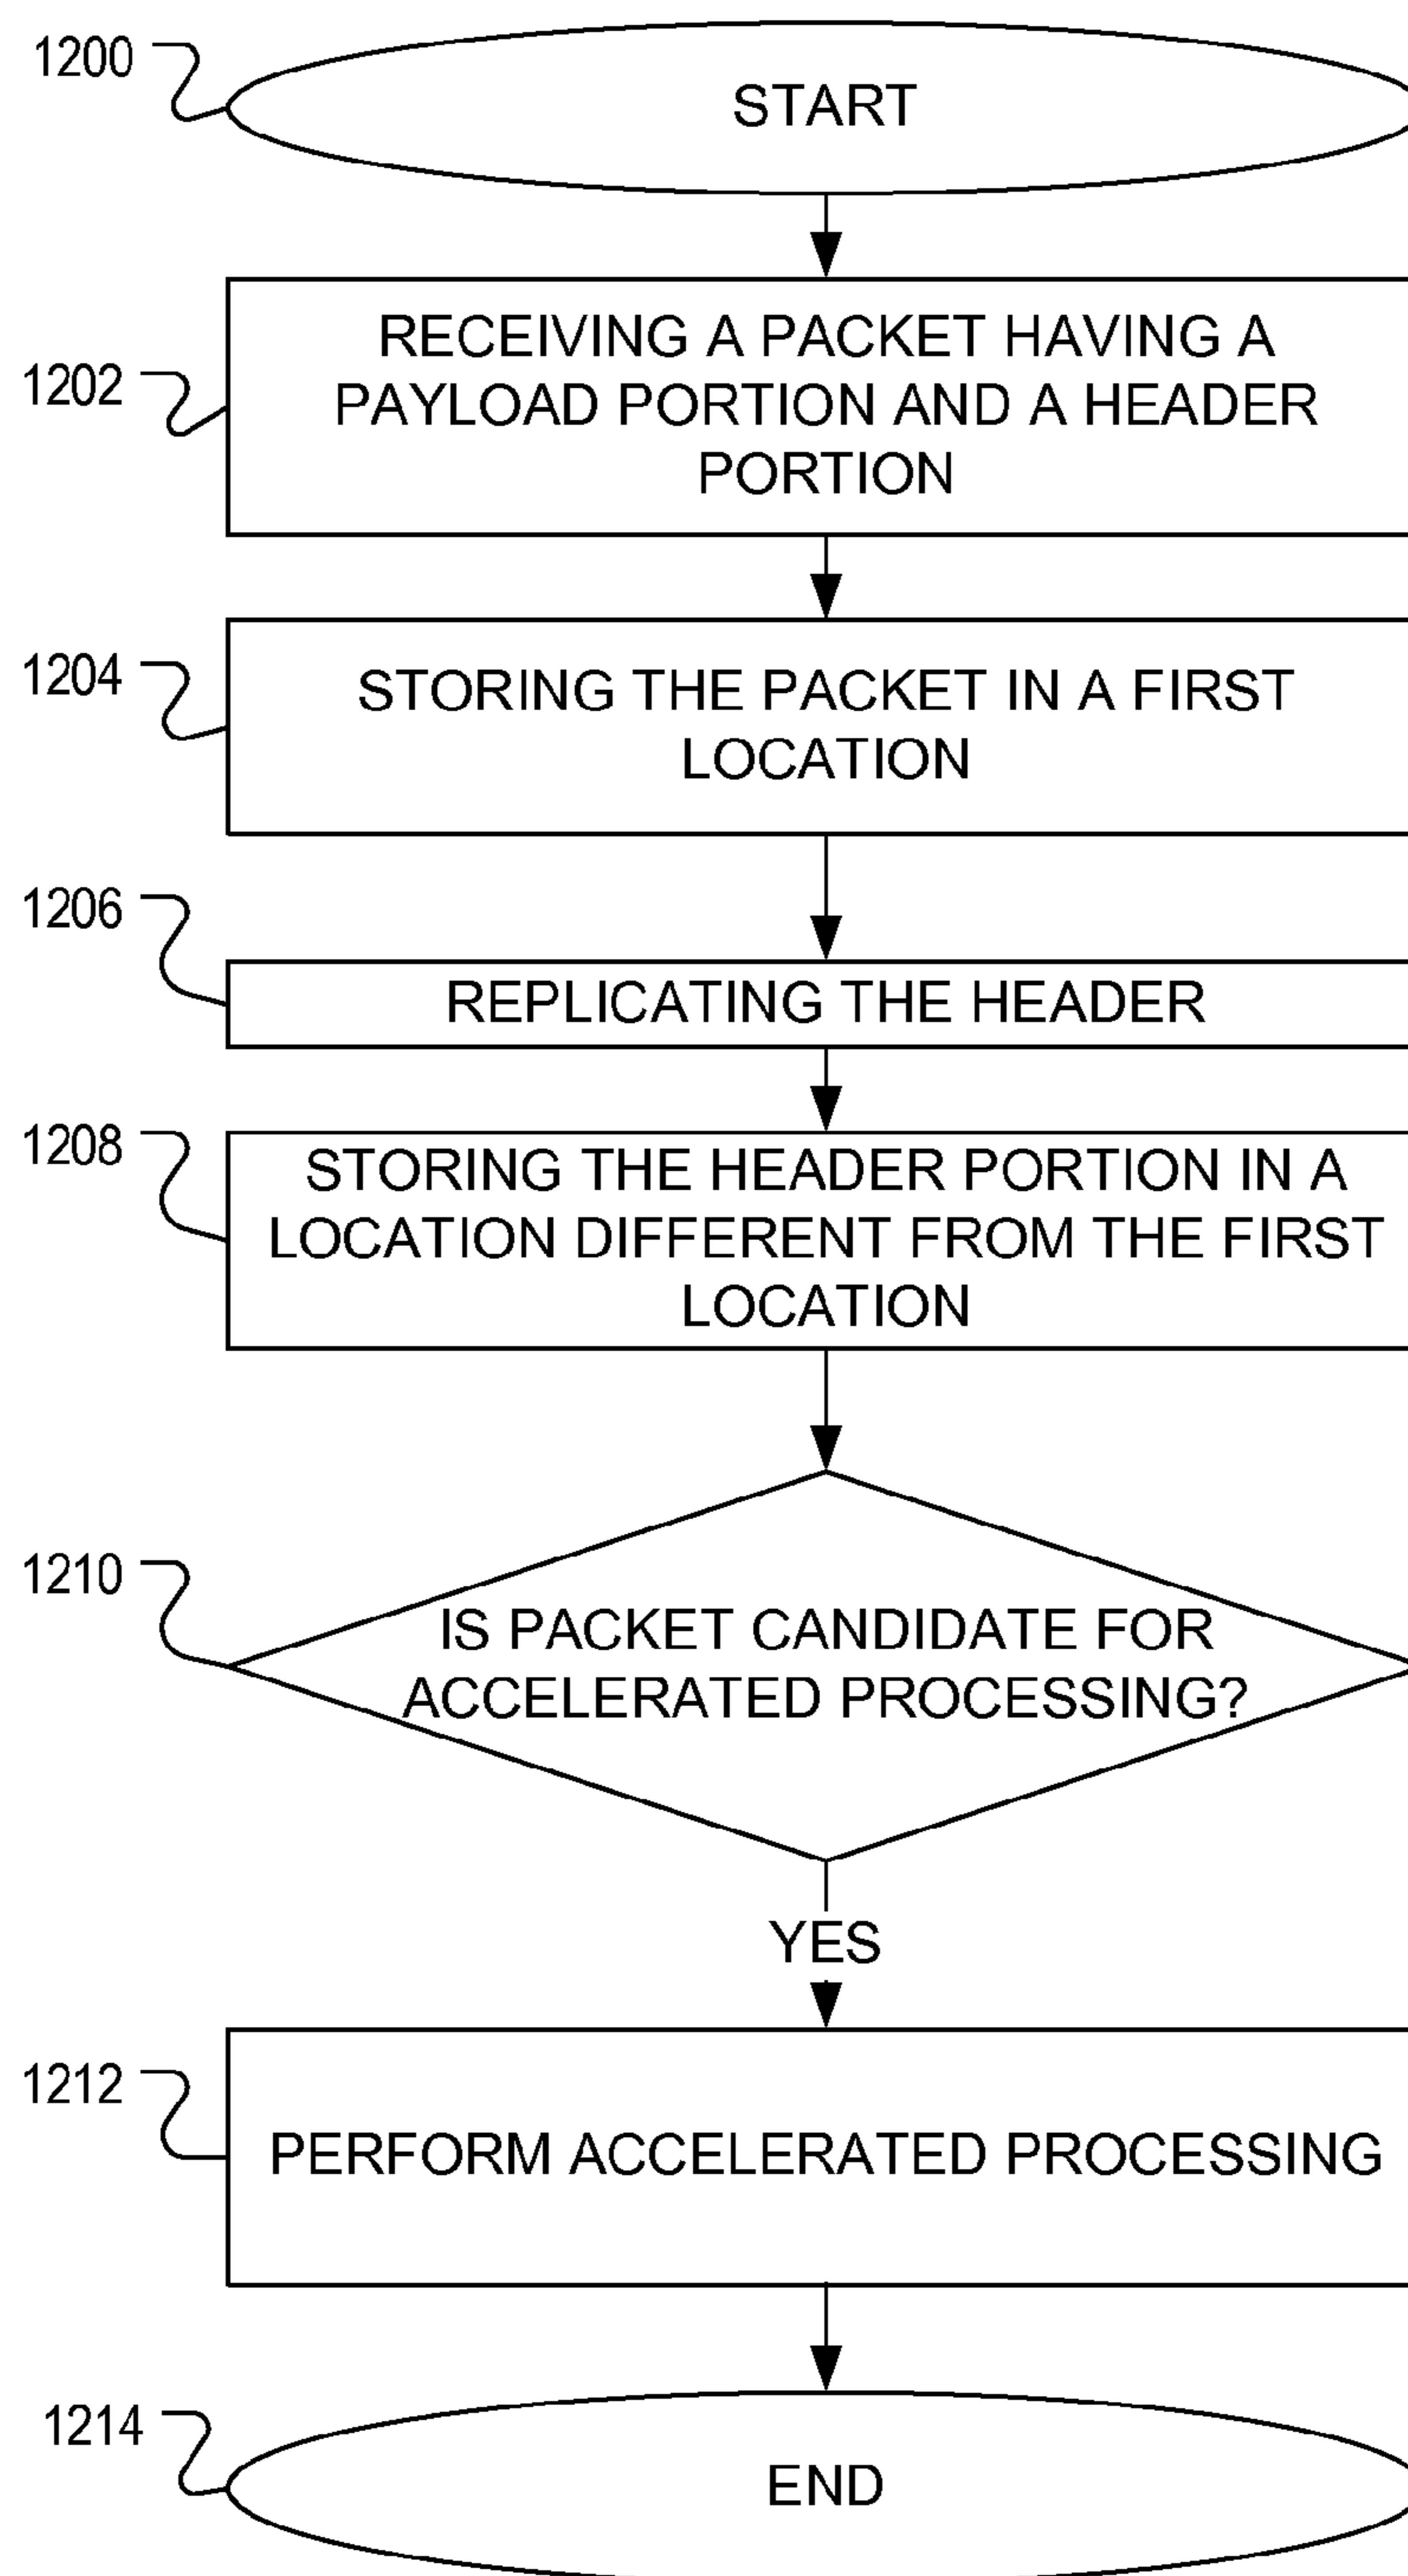 1200
START
1202
RECEIVING A PACKET HAVING A
PAYLOAD PORTION AND A HEADER
PORTION
1204
STORING THE PACKET IN A FIRST
LOCATION
1206
REPLICATING THE HEADER
1208
STORING THE HEADER PORTION IN A
LOCATION DIFFERENT FROM THE FIRST
LOCATION
1210
IS PACKET CANDIDATE FOR
ACCELERATED PROCESSING?
YES
1212
PERFORM ACCELERATED PROCESSING
1214
END